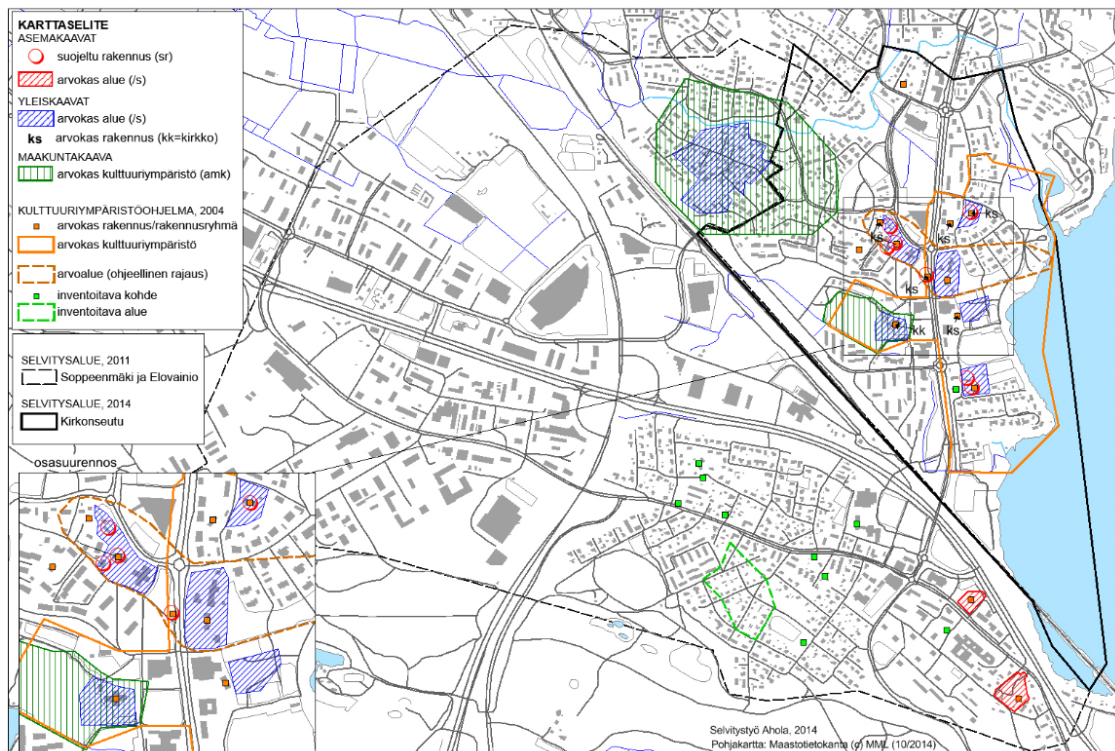 KARTTASELITE
ASEMAKAAVAT
suojeltu rakennus (sr)
arvokas alue (/s)
YLEISKAAVAT
arvokas alue (/s)
ks arvokas rakennus (kk=kirkko)
MAAKUNTAKAAVA
arvokas kulttuuriympäristö (amk)
KULTTUURIYMPÄRISTÖOHJELMA, 2004
arvokas rakennus/rakennusryhmä
arvokas kulttuuriympäristö
arvoalue (ohjeellinen rajaus)
inventoitava kohde
inventoitava alue
SELVITYSALUE, 2011
Soppeenmäki ja Elovainio
SELVITYSALUE, 2014
Kirkonseutu
osasuurennos
ks
ks
ks
ks
kk
ks
Selvitystyö Ahola, 2014
Pohjakartta: Maastotietokanta (c) MML (10/2014)